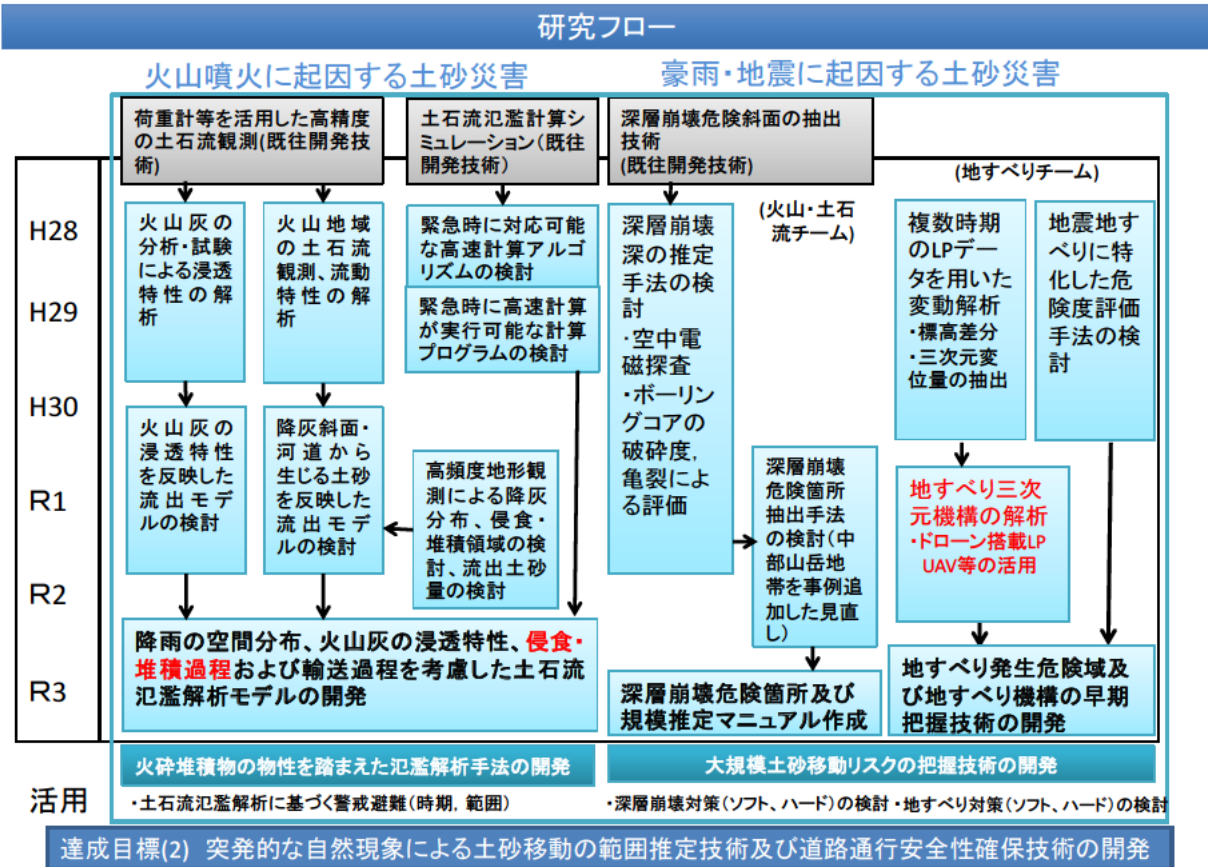 研究フロー
火山噴火に起因する土砂災害
豪雨・地震に起因する土砂災害
荷重計等を活用した高精度
の土石流観測(既往開発技
術)
土石流氾濫計算シ
ミュレーション(既往
開発技術)
深層崩壊危険斜面の抽出
技術
(既往開発技術)
(地すべりチーム)
(火山・土石
流チーム)
H28
H29
H30
R1
R2
R3
火山灰の
分析・試験
による浸透
特性の解
析
火山地域
の土石流
観測、流動
特性の解
析
緊急時に対応可能
な高速計算アルゴ
リズムの検討
緊急時に高速計算
が実行可能な計算
プログラムの検討
深層崩壊
深の推定
手法の検
討
・空中電
磁探査
・ボーリン
グコアの
破砕度,
亀裂によ
る評価
複数時期
のLPデー
タを用いた
変動解析
・標高差分
・三次元変
位量の抽出
地震地す
べりに特
化した危
険度評価
手法の検
討
火山灰の
浸透特性
を反映した
流出モデ
ルの検討
降灰斜面・
河道から
生じる土砂
を反映した
流出モデ
ルの検討
高頻度地形観
測による降灰
分布、侵食・
堆積領域の検
討、流出土砂
量の検討
深層崩壊
危険箇所
抽出手法
の検討(中
部山岳地
帯を事例追
加した見直
し)
地すべり三次
元機構の解析
・ドローン搭載LP
UAV等の活用
降雨の空間分布、火山灰の浸透特性、侵食・
堆積過程および輸送過程を考慮した土石流
氾濫解析モデルの開発
深層崩壊危険箇所及び
規模推定マニュアル作成
地すべり発生危険域及
び地すべり機構の早期
把握技術の開発
火砕堆積物の物性を踏まえた氾濫解析手法の開発
大規模土砂移動リスクの把握技術の開発
活用
・土石流氾濫解析に基づく警戒避難(時期, 範囲)
・深層崩壊対策(ソフト、ハード)の検討・地すべり対策(ソフト、ハード)の検討
達成目標(2) 突発的な自然現象による土砂移動の範囲推定技術及び道路通行安全性確保技術の開発